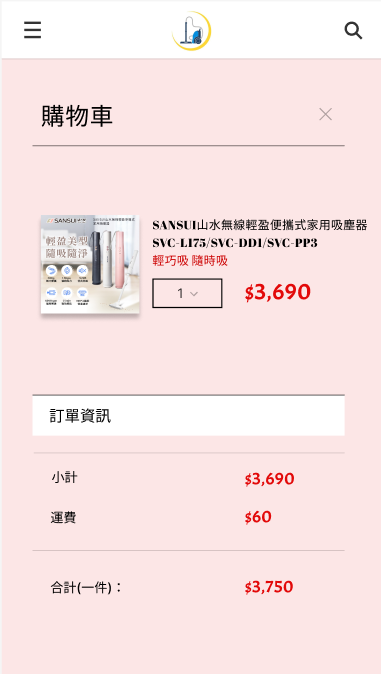 購物車
SANSUI山水無線輕盈便攜式家用吸塵器
SVC-L175/SVC-DD1/SVC-PP3
輕巧吸 隨時吸
SANSUI
輕盈美型
隨吸隨淨
1
$3,690
訂單資訊
小計
$3,690
運費
$60
合計(一件)：
$3,750